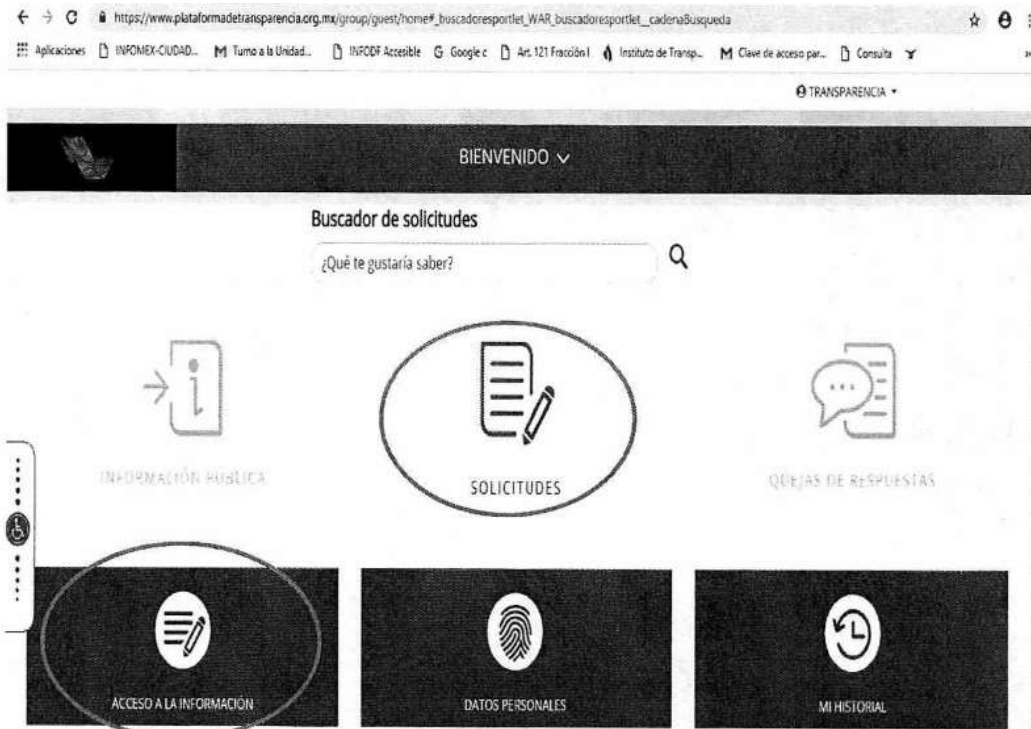 https://www.plataformadetransparencia.org.mx/group/guest/home#_buscadoresportlet_WAR_buscadoresportlet__cadenaBusqueda
Aplicaciones INFOMEX-CIUDAD... Turno a la Unidad... INFODF Accesible Google c Art. 121 Fracción I Instituto de Transp... Clave de acceso par... Consulta
TRANSPARENCIA
BIENVENIDO
Buscador de solicitudes
¿Qué te gustaría saber?
INFORMACIÓN PUBLICA
SOLICITUDES
QUEJAS DE RESPUESTAS
ACCESO A LA INFORMACIÓN
DATOS PERSONALES
MI HISTORIAL